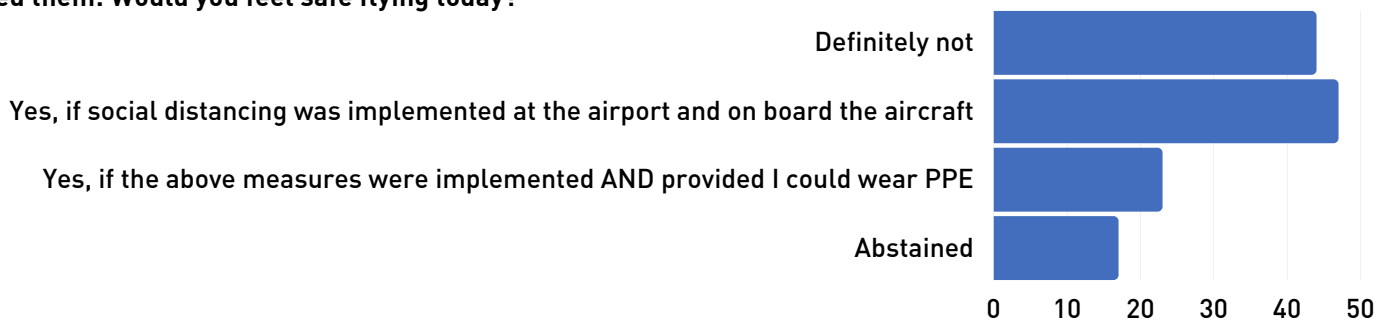 them. Would you feel safe flying today?
Definitely not
Yes, if social distancing was implemented at the airport and on board the aircraft
Yes, if the above measures were implemented AND provided I could wear PPE
Abstained
0 10 20 30 40 50